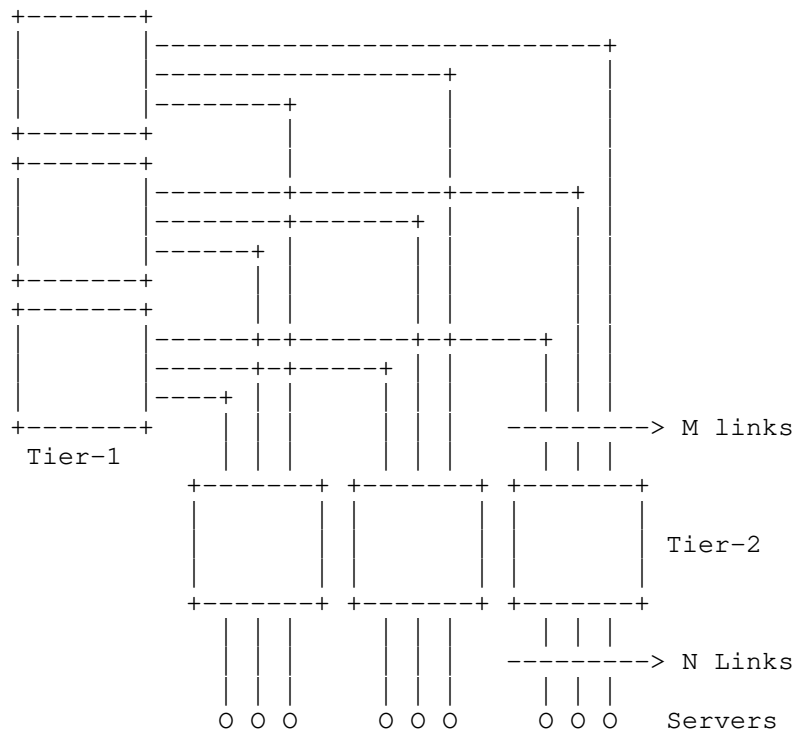 Tier-1
M links
Tier-2
N Links
O O O O O O O O O Servers